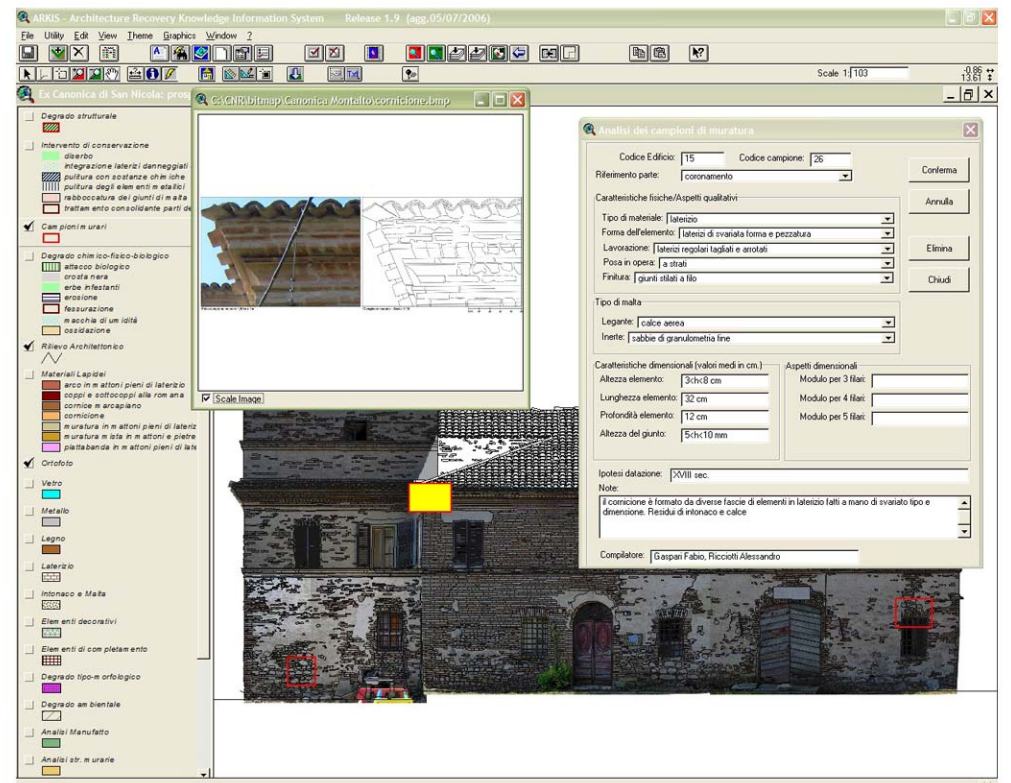 ARKIS - Architecture Recovery Knowledge Information System Release 1.9 (agg.05/07/2006)
File Utility Edit View Theme Graphics Window ?
Scale 1: 103
-0.86
13.61
Ex Canonica di San Nicola: prosp
Degrado strutturale
Intervento di conservazione
diserbo
integrazione laterizi danneggiati
pulitura con sostanze chimiche
pulitura degli elementi metallici
rabboccatura dei giunti di malta
trattamento consolidante parti de
Campioni murari
Degrado chimico-fisico-biologico
attacco biologico
crosta nera
erbe infestanti
erosione
fessurazione
macchia di umidità
ossidazione
Rilievo Architettonico
Materiali Lapidei
arco in mattoni pieni di laterizio
coppi e sottocoppi alla romana
cornice marcapiano
cornicione
muratura in mattoni pieni di lateriz
muratura mista in mattoni e pietre
piattabanda in mattoni pieni di late
Ortofoto
Vetro
Metallo
Legno
Laterizio
Intonaco e Malta
Elementi decorativi
Elementi di completamento
Degrado tipo-morfologico
Degrado ambientale
Analisi Manufatto
Analisi str. murarie
C:\CNR\bitmap\Canonica Montalto\cornicione.bmp
Scale Image
Analisi dei campioni di muratura
Codice Edificio: 15 Codice campione: 26
Riferimento parte: coronamento
Conferma
Annulla
Elimina
Chiudi
Caratteristiche fisiche/Aspetti qualitativi
Tipo di materiale: laterizio
Forma dell'elemento: laterizi di svariata forma e pezzatura
Lavorazione: laterizi regolari tagliati e arrotati
Posa in opera: a strati
Finitura: giunti stilati a filo
Tipo di malta
Legante: calce aerea
Inerte: sabbie di granulometria fine
Caratteristiche dimensionali (valori medi in cm.)
Altezza elemento: 3<h<8 cm
Lunghezza elemento: 32 cm
Profondità elemento: 12 cm
Altezza del giunto: 5<h<10 mm
Aspetti dimensionali
Modulo per 3 filari:
Modulo per 4 filari:
Modulo per 5 filari:
Ipotesi datazione: XVIII sec.
Note:
il cornicione è formato da diverse fascie di elementi in laterizio fatti a mano di svariato tipo e
dimensione. Residui di intonaco e calce
Compilatore: Gaspari Fabio, Ricciotti Alessandro